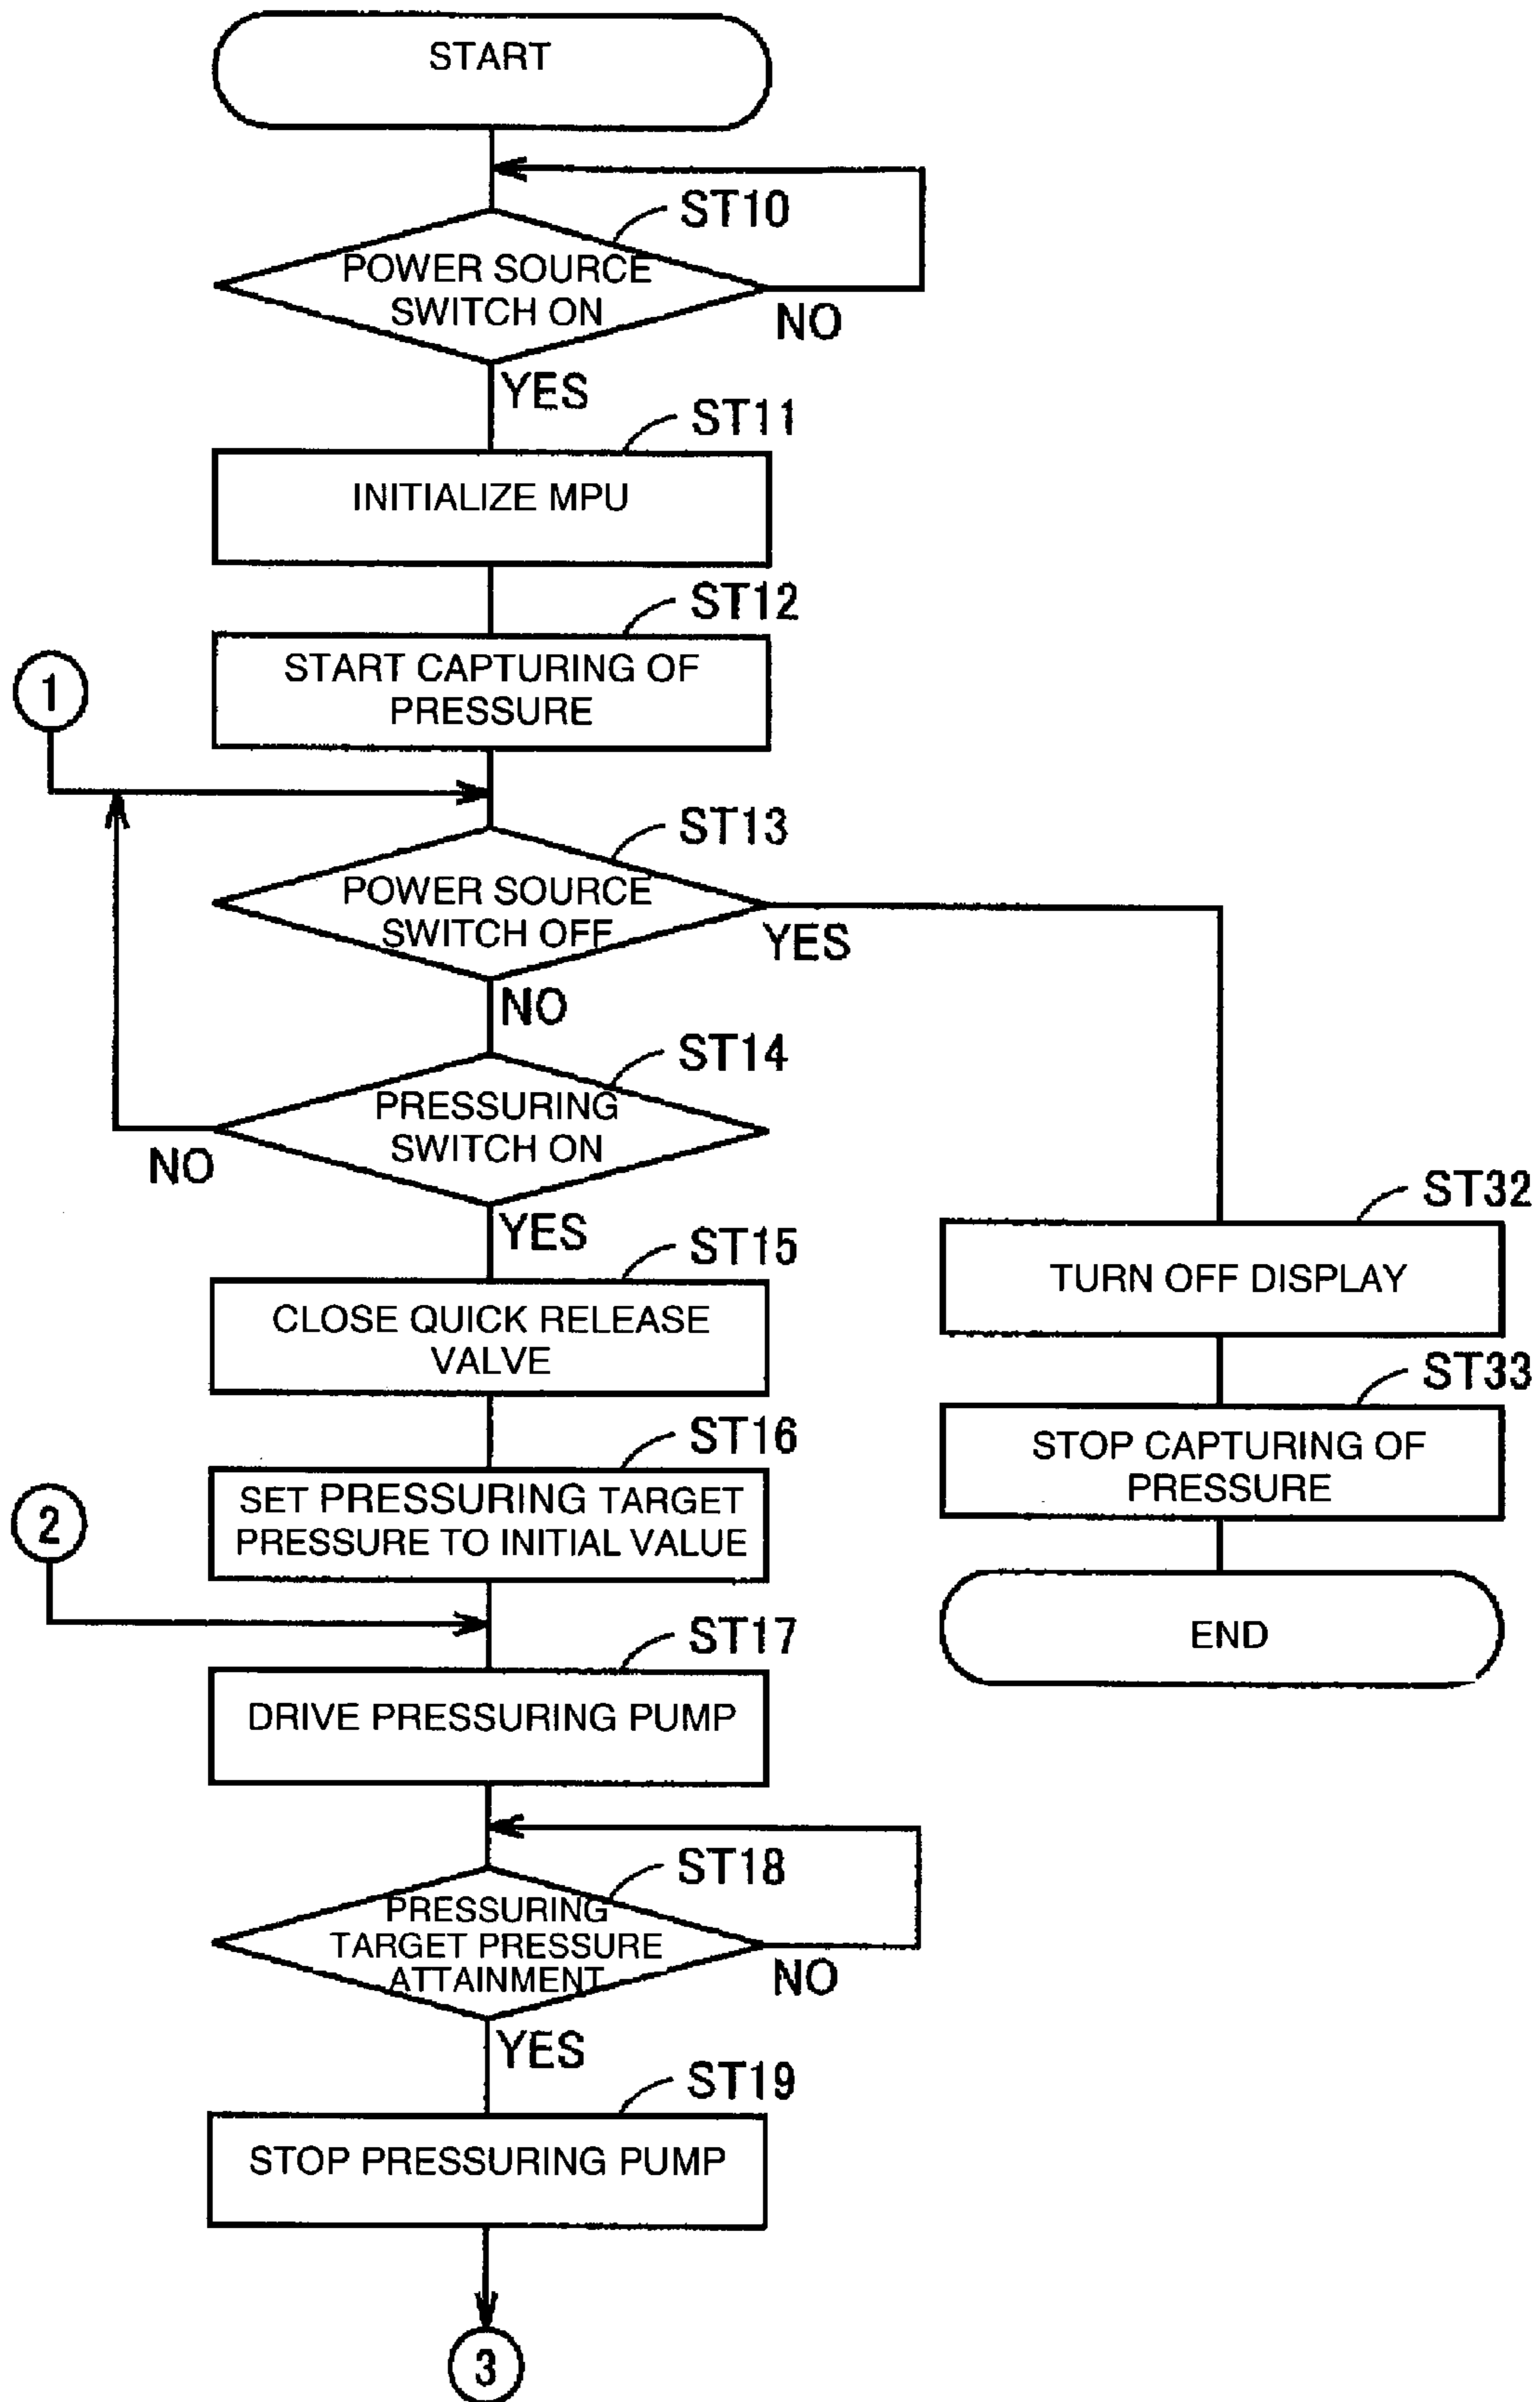 START
ST10
POWER SOURCE
SWITCH ON
NO
YES
ST11
INITIALIZE MPU
ST12
START CAPTURING OF
PRESSURE
1
ST13
POWER SOURCE
SWITCH OFF
YES
NO
ST14
PRESSURING
SWITCH ON
NO
YES
ST15
CLOSE QUICK RELEASE
VALVE
ST16
SET PRESSURING TARGET
PRESSURE TO INITIAL VALUE
2
ST17
DRIVE PRESSURING PUMP
ST18
PRESSURING
TARGET PRESSURE
ATTAINMENT
NO
YES
ST19
STOP PRESSURING PUMP
3
ST32
TURN OFF DISPLAY
ST33
STOP CAPTURING OF
PRESSURE
END